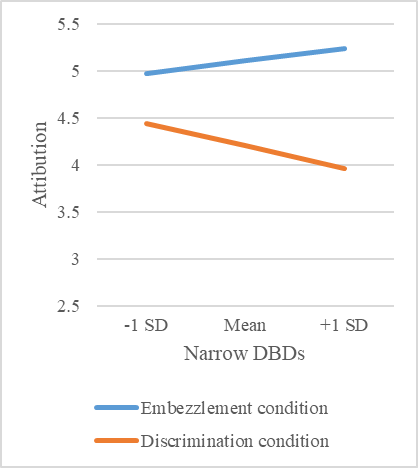 5.5
5
4.5
4
3.5
3
2.5
Attibution
-1 SD Mean +1 SD
Narrow DBDs
Embezzlement condition
Discrimination condition